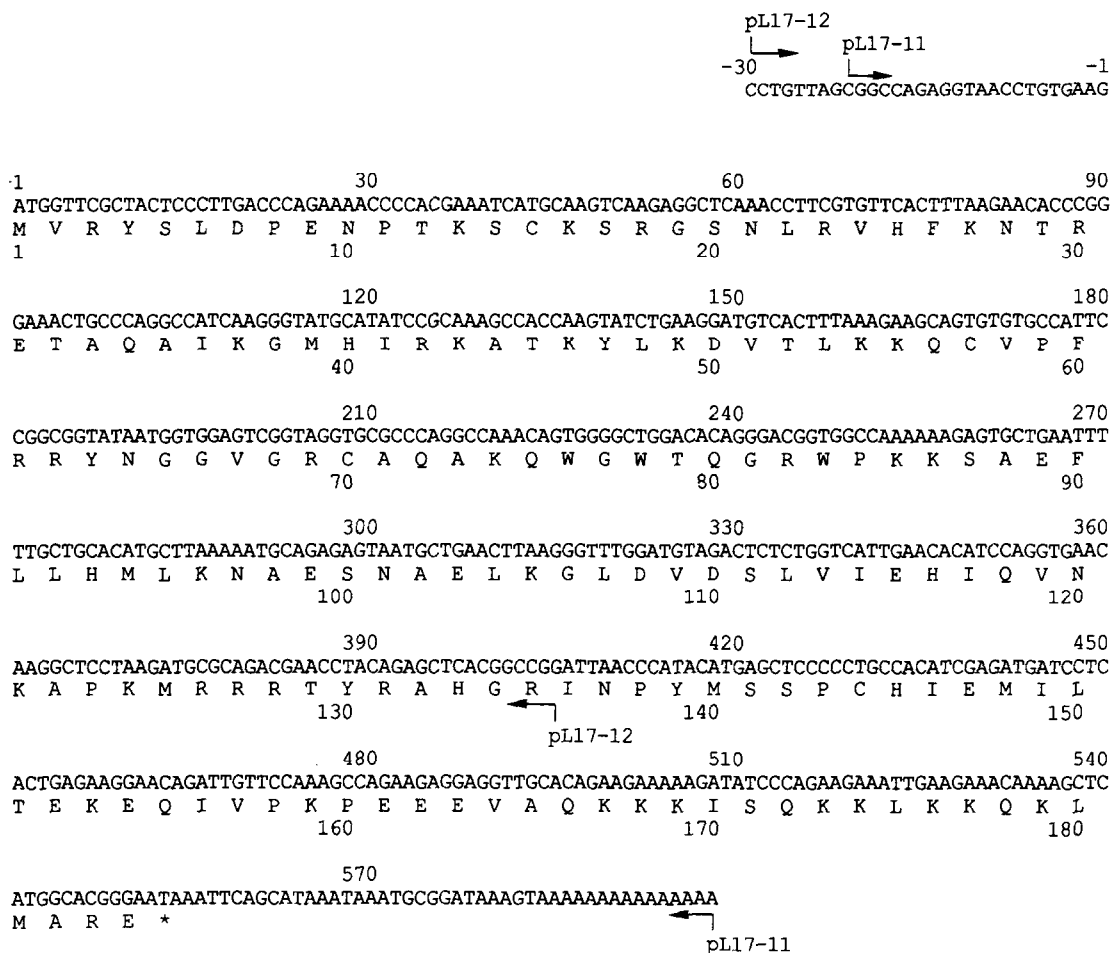 pL17-12
pL17-11
-30 -1
CCTGTTAGCGGCCAGAGGTAACCTGTGAAG
1 30 60 90
ATGGTTCGCTACTCCCTTGACCCAGAAAACCCCACGAAATCATGCAAGTCAAGAGGCTCAAACCTTCGTGTTCACTTTAAGAACACCCGG
M V R Y S L D P E N P T K S C K S R G S N L R V H F K N T R
1 10 20 30
120 150 180
GAAACTGCCCAGGCCATCAAGGGTATGCATATCCGCAAAGCCACCAAGTATCTGAAGGATGTCACTTTAAAGAAGCAGTGTGTGCCATTC
E T A Q A I K G M H I R K A T K Y L K D V T L K K Q C V P F
40 50 60
210 240 270
CGGCGGTATAATGGTGGAGTCGGTAGGTGCGCCCAGGCCAAACAGTGGGGCTGGACACAGGGACGGTGGCCAAAAAAGAGTGCTGAATTT
R R Y N G G V G R C A Q A K Q W G W T Q G R W P K K S A E F
70 80 90
300 330 360
TTGCTGCACATGCTTAAAAATGCAGAGAGTAATGCTGAACTTAAGGGTTTGGATGTAGACTCTCTGGTCATTGAACACATCCAGGTGAAC
L L H M L K N A E S N A E L K G L D V D S L V I E H I Q V N
100 110 120
390 420 450
AAGGCTCCTAAGATGCGCAGACGAACCTACAGAGCTCACGGCCGGATTAACCCATACATGAGCTCCCCCTGCCACATCGAGATGATCCTC
K A P K M R R R T Y R A H G R I N P Y M S S P C H I E M I L
130 140 150
pL17-12
480 510 540
ACTGAGAAGGAACAGATTGTTCCAAAGCCAGAAGAGGAGGTTGCACAGAAGAAAAAGATATCCCAGAAGAAATTGAAGAAACAAAAGCTC
T E K E Q I V P K P E E E V A Q K K K I S Q K K L K K Q K L
160 170 180
570
ATGGCACGGGAATAAATTCAGCATAAATAAATGCGGATAAAGTAAAAAAAAAAAAAAA
M A R E *
pL17-11